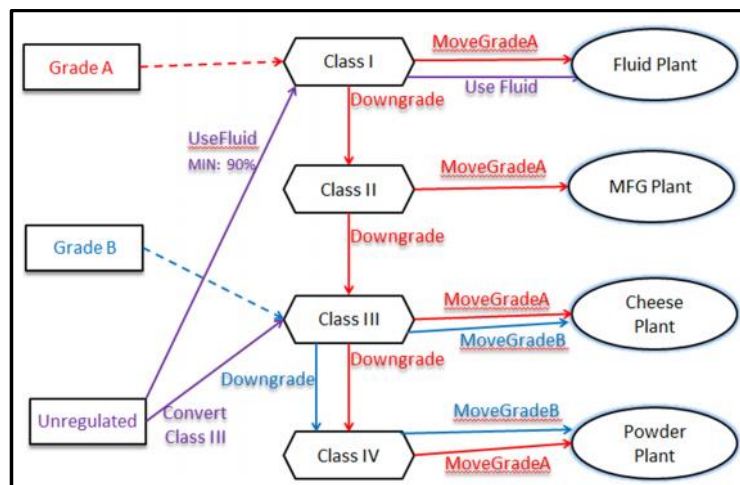 Grade A
Class I
MoveGradeA
Fluid Plant
Use Fluid
Downgrade
UseFluid
MIN: 90%
Class II
MoveGradeA
MFG Plant
Grade B
Downgrade
Class III
MoveGradeA
Cheese
Plant
MoveGradeB
Downgrade
Downgrade
Unregulated
Convert
Class III
Class IV
MoveGradeB
Powder
Plant
MoveGradeA